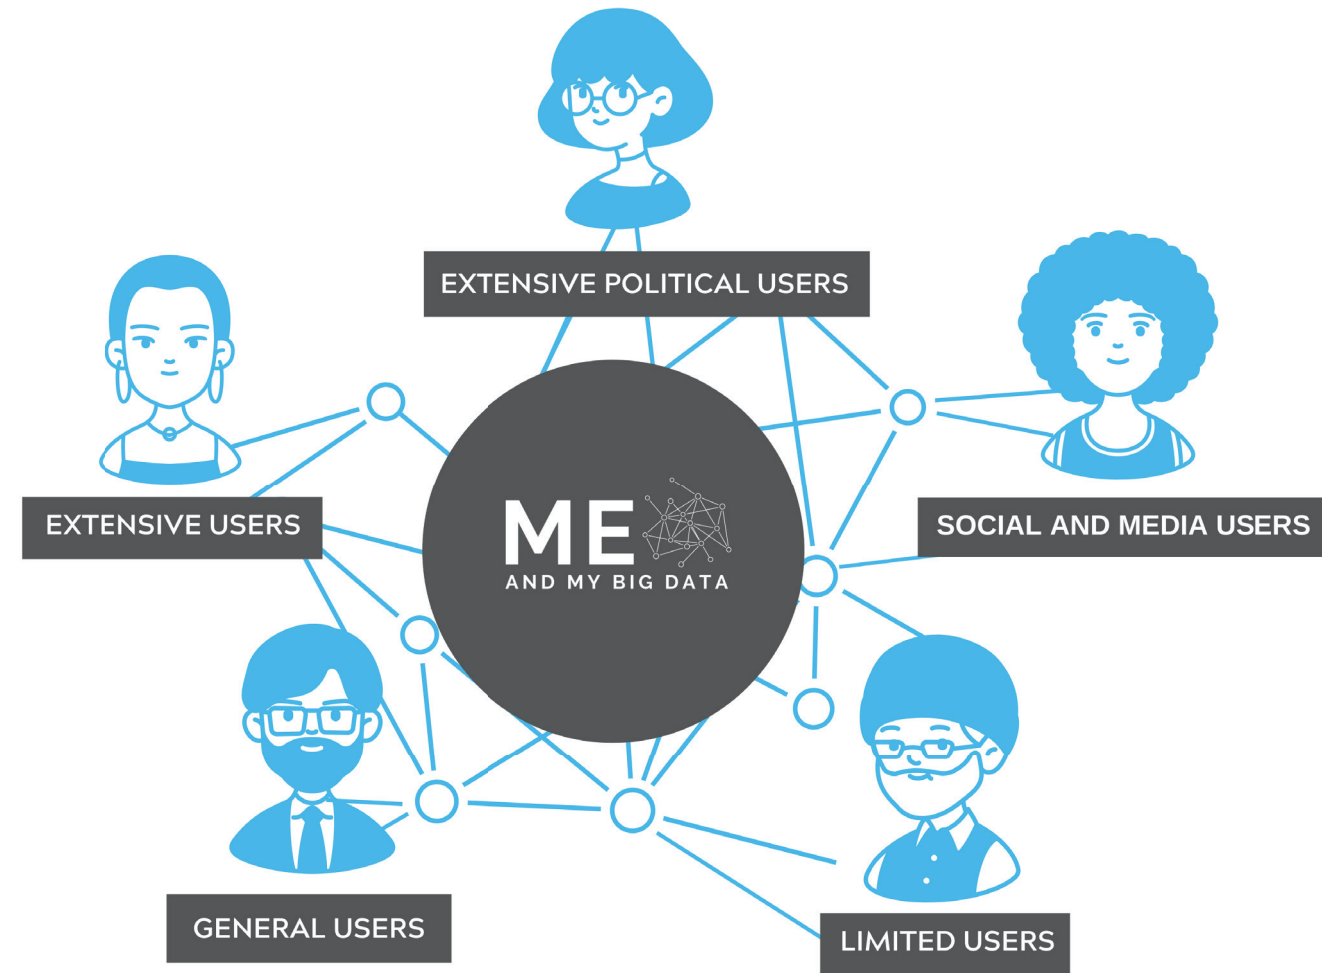 EXTENSIVE POLITICAL USERS
EXTENSIVE USERS
SOCIAL AND MEDIA USERS
ME
AND MY BIG DATA
GENERAL USERS
LIMITED USERS